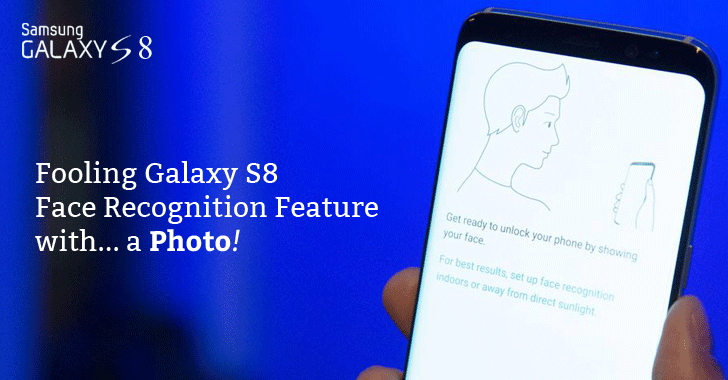 Samsung
GALAXY S8
Fooling Galaxy S8
Face Recognition Feature
with... a Photo!
Get ready to unlock your phone by showing
your face.
For best results, set up face recognition
indoors or away from direct sunlight.